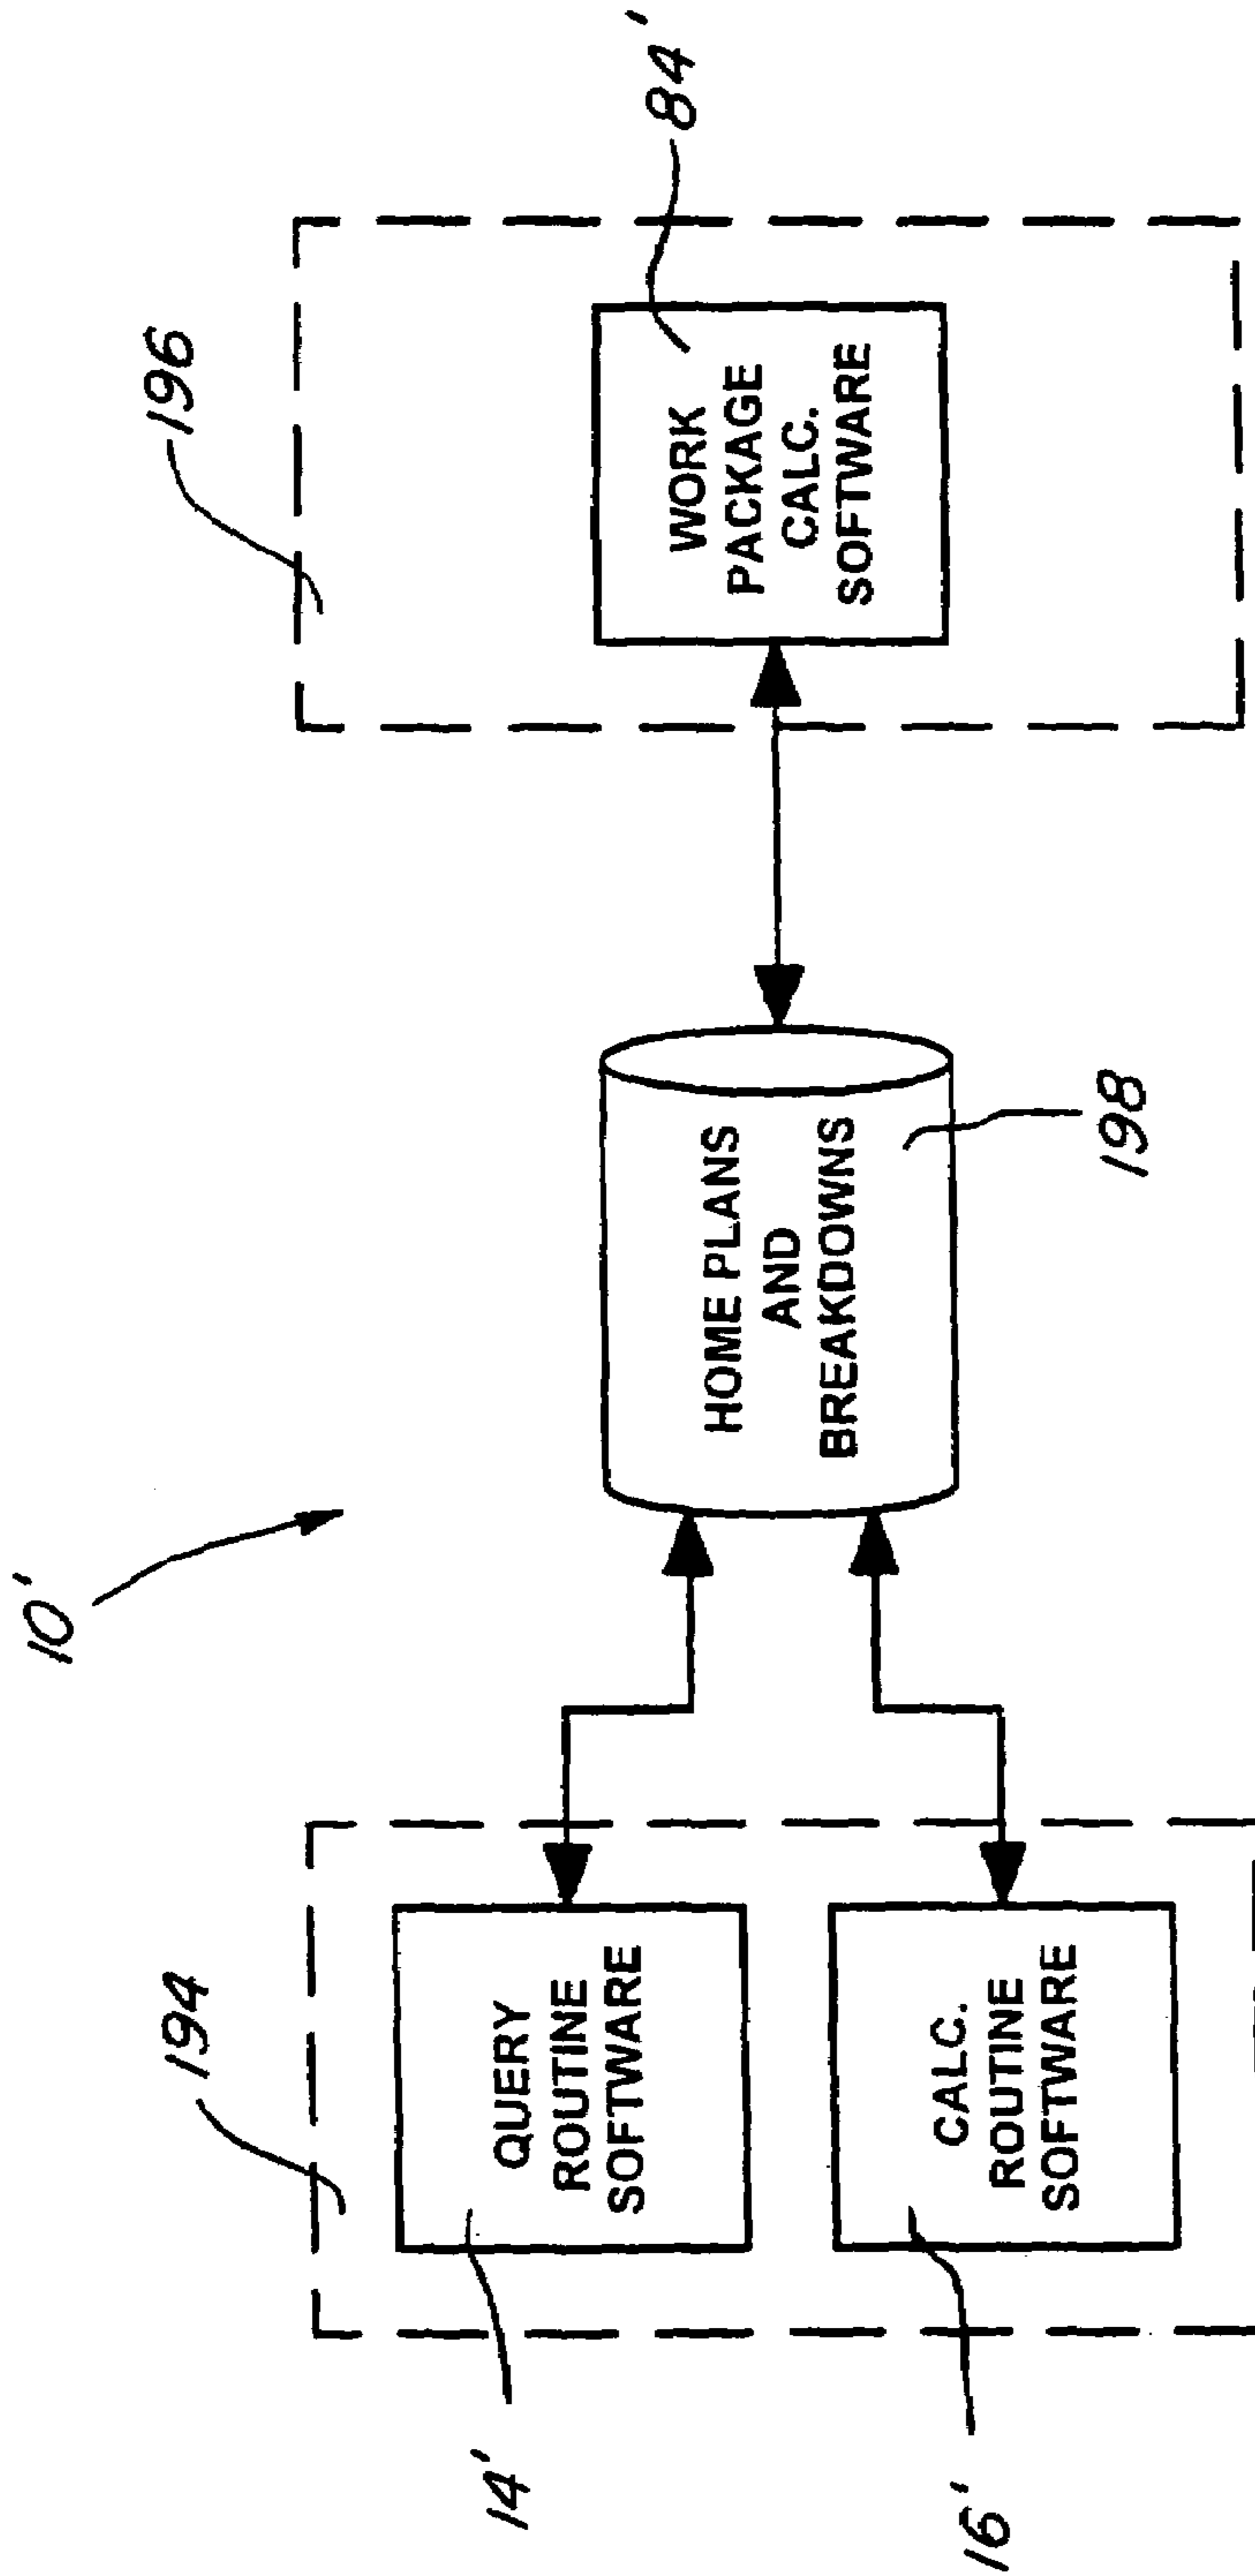 10'
194
196
14'
QUERY
ROUTINE
SOFTWARE
16'
CALC.
ROUTINE
SOFTWARE
HOME PLANS
AND
BREAKDOWNS
198
WORK
PACKAGE
CALC.
SOFTWARE
84'